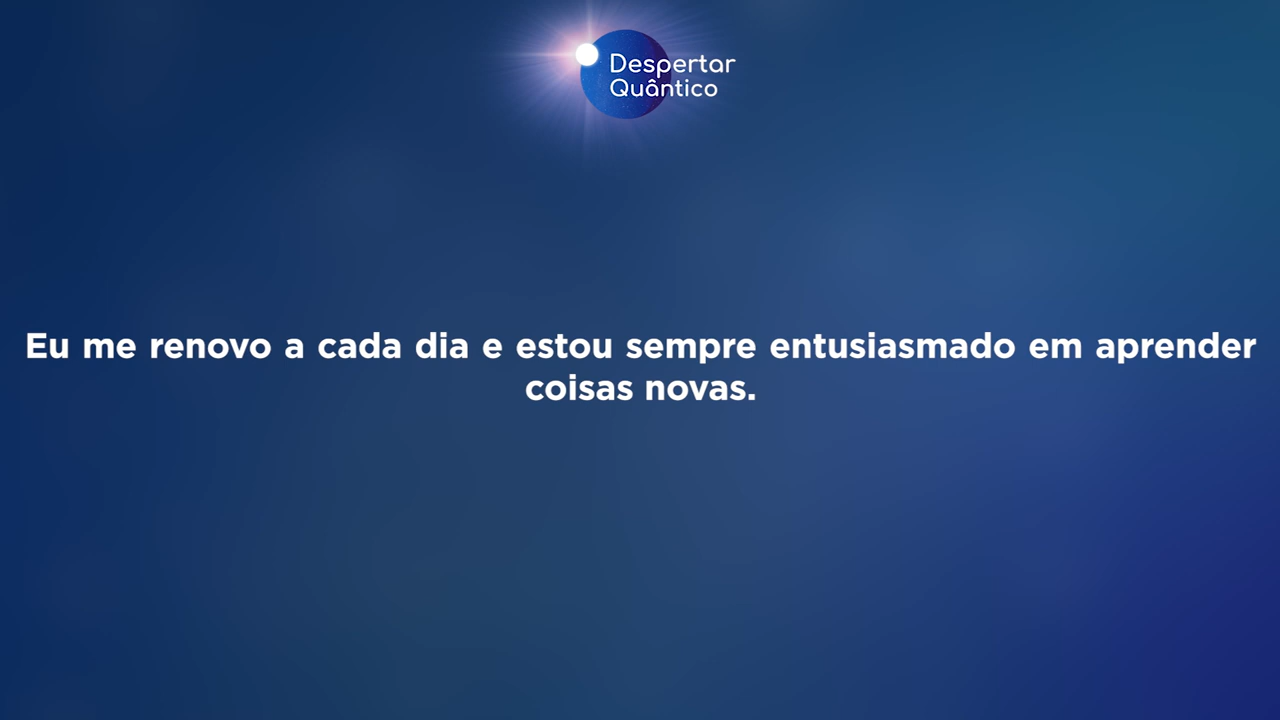 Despertar
Quântico
Eu me renovo a cada dia e estou sempre entusiasmado em aprender
coisas novas.